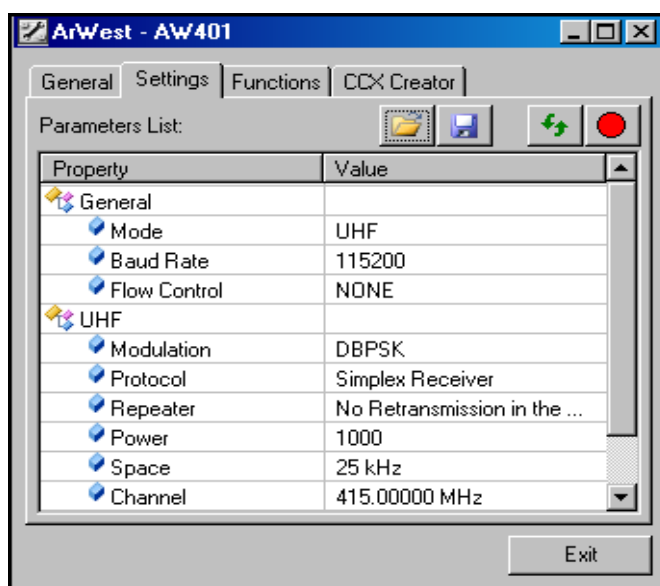 ArWest - AW401
General Settings Functions CCX Creator
Parameters List:
Property Value
General
Mode UHF
Baud Rate 115200
Flow Control NONE
UHF
Modulation DBPSK
Protocol Simplex Receiver
Repeater No Retransmission in the ...
Power 1000
Space 25 kHz
Channel 415.00000 MHz
Exit